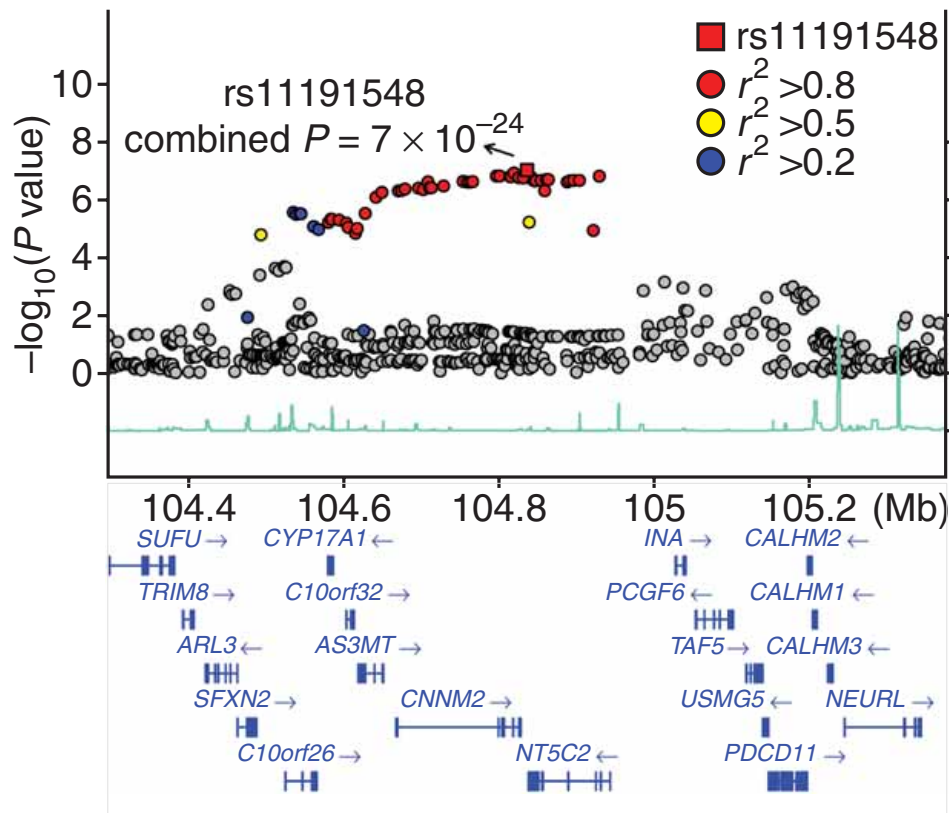 rs11191548
r² >0.8
r² >0.5
r² >0.2
rs11191548
combined P = 7 × 10⁻²⁴
−log₁₀(P value)
10
8
6
4
2
0
104.4 104.6 104.8 105 105.2 (Mb)
SUFU → CYP17A1 ← INA → CALHM2 ←
TRIM8 → C10orf32 → PCGF6 ← CALHM1 ←
ARL3 ← AS3MT → TAF5 → CALHM3 ←
SFXN2 → CNNM2 → USMG5 ← NEURL →
C10orf26 → NT5C2 ← PDCD11 →